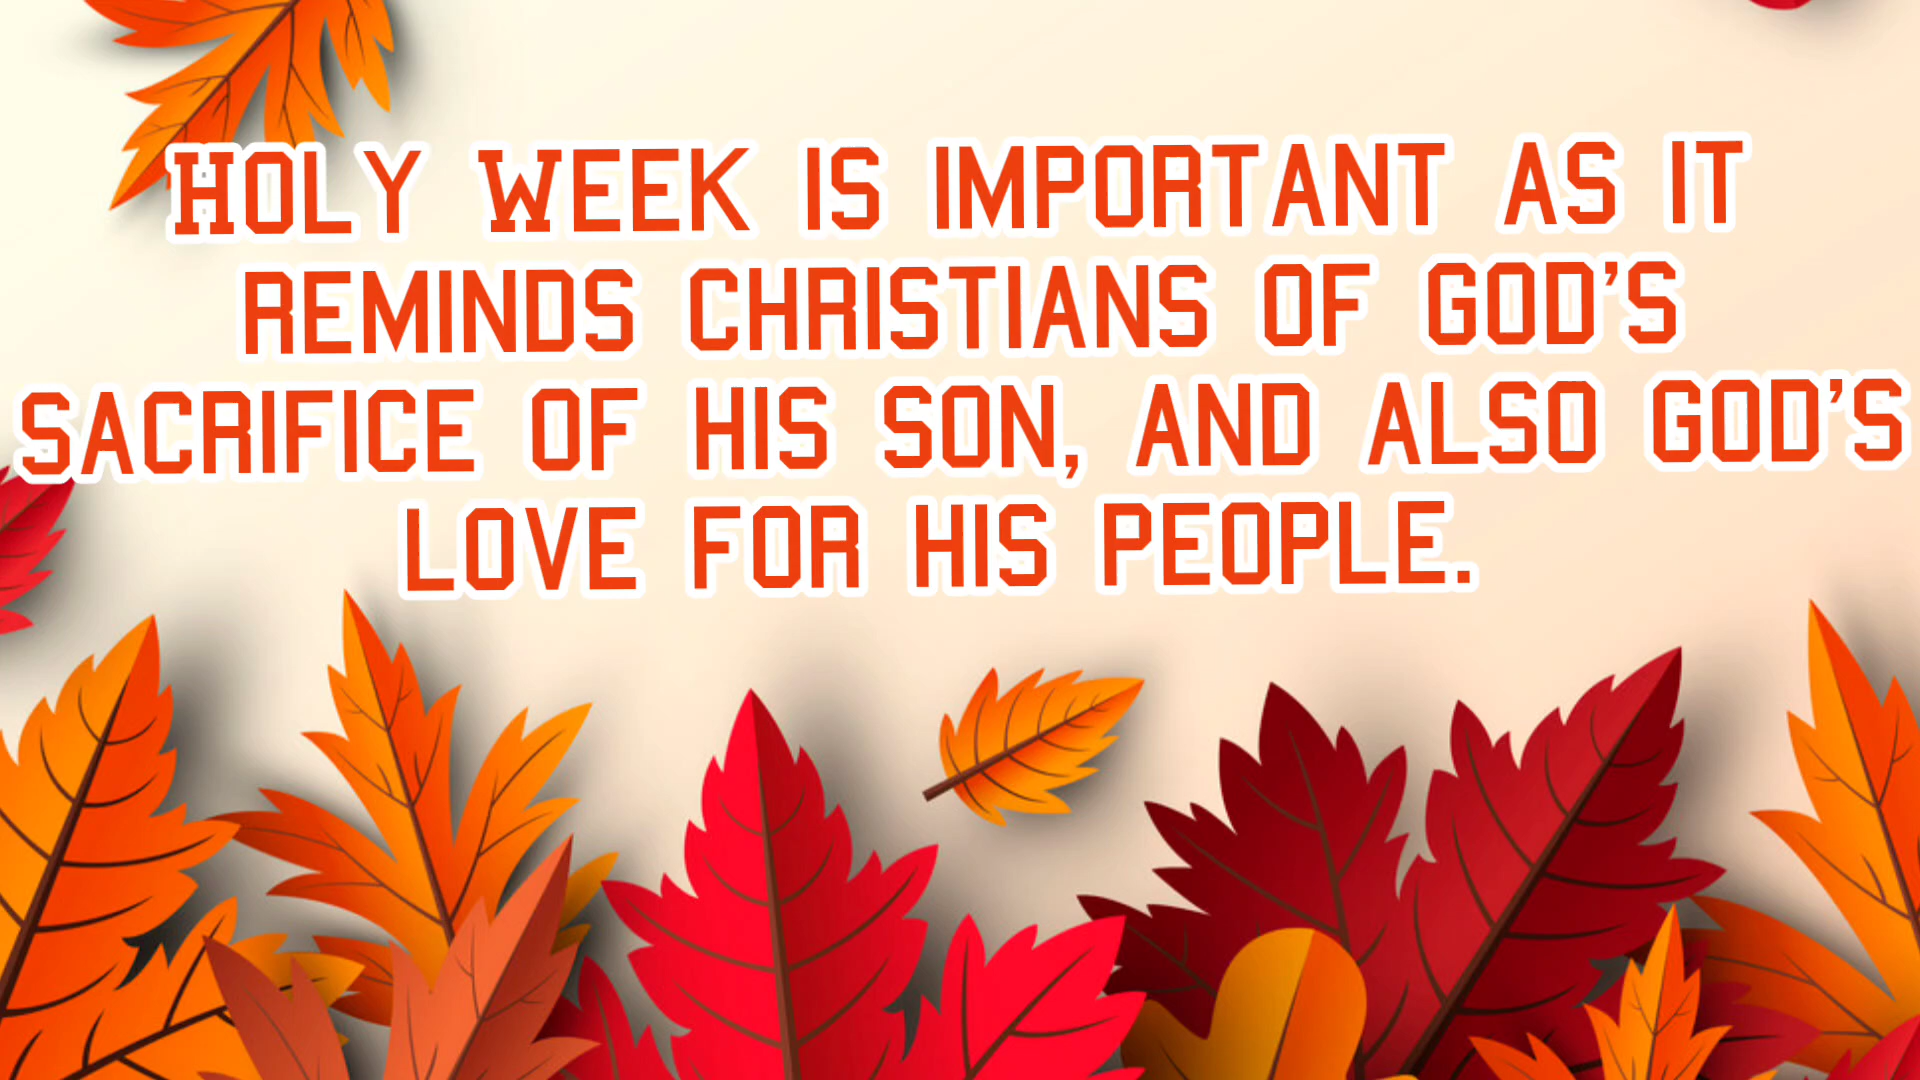 Holy Week is important as it
reminds Christians of God's
sacrifice of His Son, and also God's
love for His people.